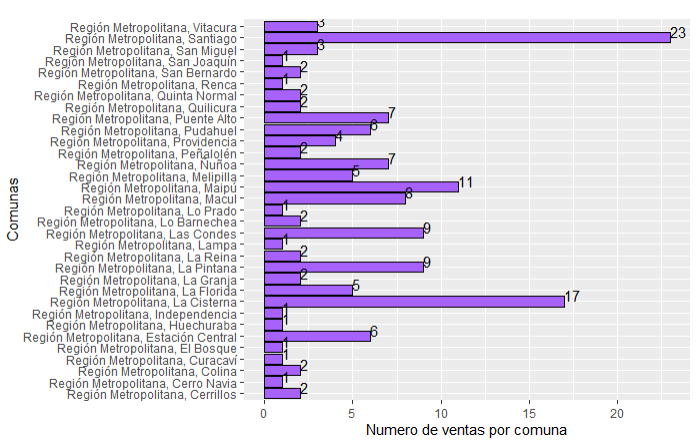 Región Metropolitana, Vitacura 3
Región Metropolitana, Santiago 23
Región Metropolitana, San Miguel 3
Región Metropolitana, San Joaquín 1
Región Metropolitana, San Bernardo 2
Región Metropolitana, Renca 1
Región Metropolitana, Quinta Normal 2
Región Metropolitana, Quilicura 2
Región Metropolitana, Puente Alto 7
Región Metropolitana, Pudahuel 6
Región Metropolitana, Providencia 4
Región Metropolitana, Peñalolén 2
Región Metropolitana, Ñuñoa 7
Región Metropolitana, Melipilla 5
Región Metropolitana, Maipú 11
Región Metropolitana, Macul 8
Región Metropolitana, Lo Prado 1
Región Metropolitana, Lo Barnechea 2
Región Metropolitana, Las Condes 9
Región Metropolitana, Lampa 1
Región Metropolitana, La Reina 2
Región Metropolitana, La Pintana 9
Región Metropolitana, La Granja 2
Región Metropolitana, La Florida 5
Región Metropolitana, La Cisterna 17
Región Metropolitana, Independencia 1
Región Metropolitana, Huechuraba 1
Región Metropolitana, Estación Central 6
Región Metropolitana, El Bosque 1
Región Metropolitana, Curacaví 1
Región Metropolitana, Colina 2
Región Metropolitana, Cerro Navia 1
Región Metropolitana, Cerrillos 2
Comunas
0 5 10 15 20
Numero de ventas por comuna